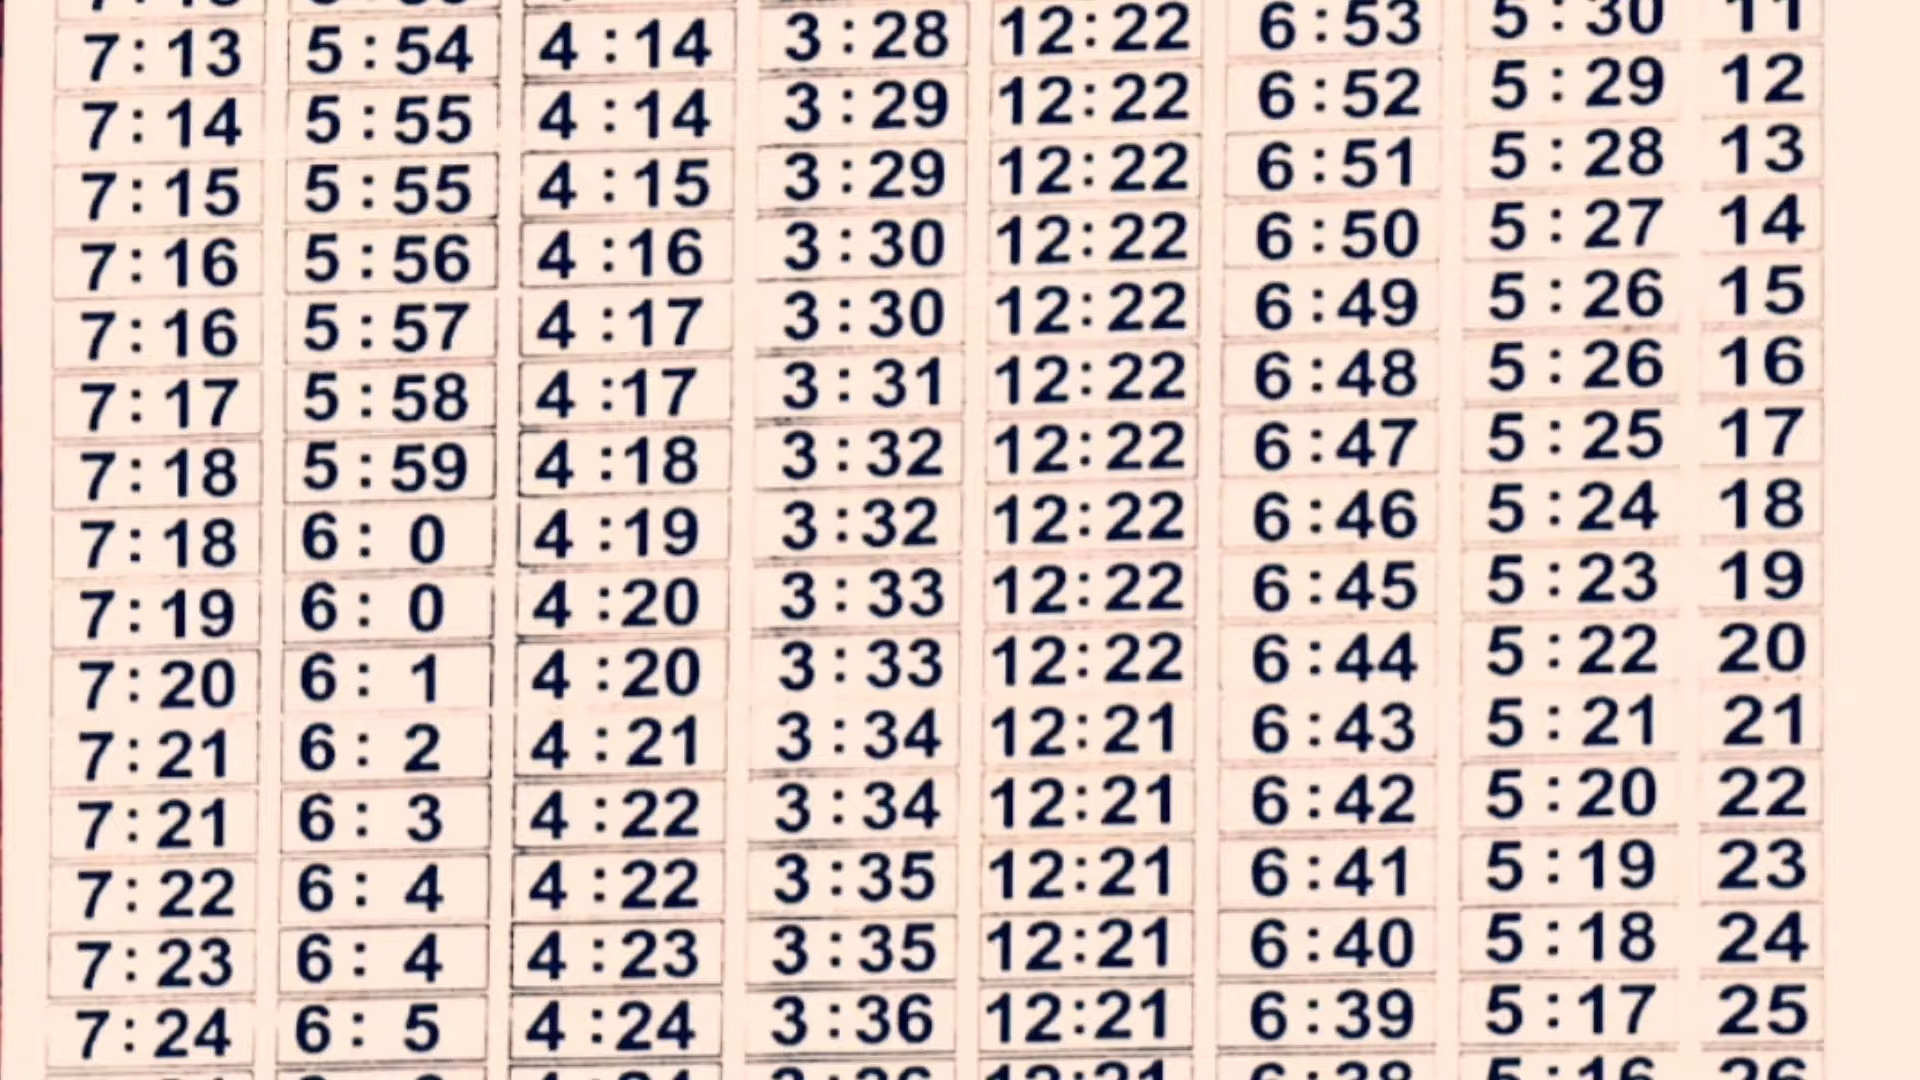 7:13 5:54 4:14 3:28 12:22 6:53 5:30 11
7:14 5:55 4:14 3:29 12:22 6:52 5:29 12
7:15 5:55 4:15 3:29 12:22 6:51 5:28 13
7:16 5:56 4:16 3:30 12:22 6:50 5:27 14
7:16 5:57 4:17 3:30 12:22 6:49 5:26 15
7:17 5:58 4:17 3:31 12:22 6:48 5:26 16
7:18 5:59 4:18 3:32 12:22 6:47 5:25 17
7:18 6:0 4:19 3:32 12:22 6:46 5:24 18
7:19 6:0 4:20 3:33 12:22 6:45 5:23 19
7:20 6:1 4:20 3:33 12:22 6:44 5:22 20
7:21 6:2 4:21 3:34 12:21 6:43 5:21 21
7:21 6:3 4:22 3:34 12:21 6:42 5:20 22
7:22 6:4 4:22 3:35 12:21 6:41 5:19 23
7:23 6:4 4:23 3:35 12:21 6:40 5:18 24
7:24 6:5 4:24 3:36 12:21 6:39 5:17 25